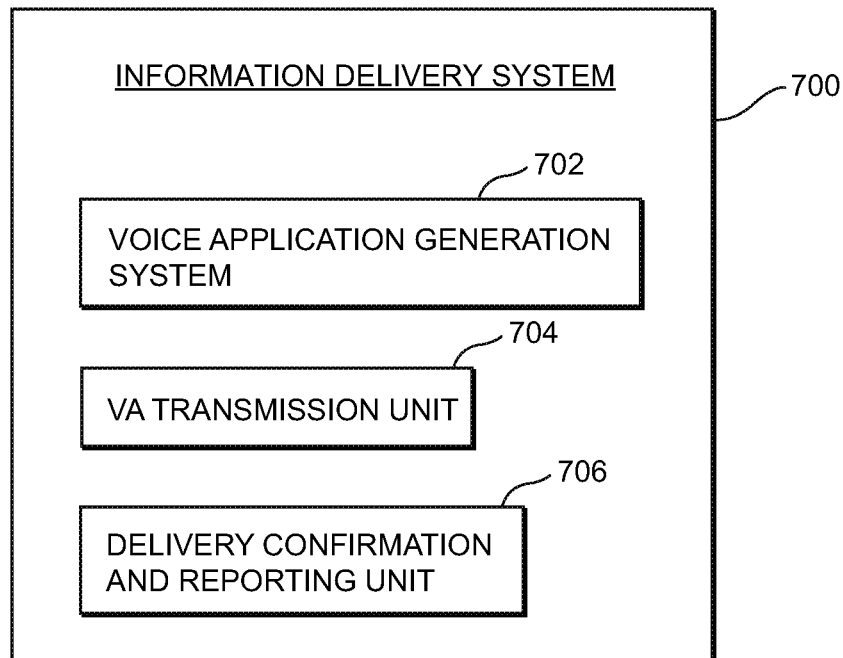 INFORMATION DELIVERY SYSTEM
700
702
VOICE APPLICATION GENERATION
SYSTEM
704
VA TRANSMISSION UNIT
706
DELIVERY CONFIRMATION
AND REPORTING UNIT